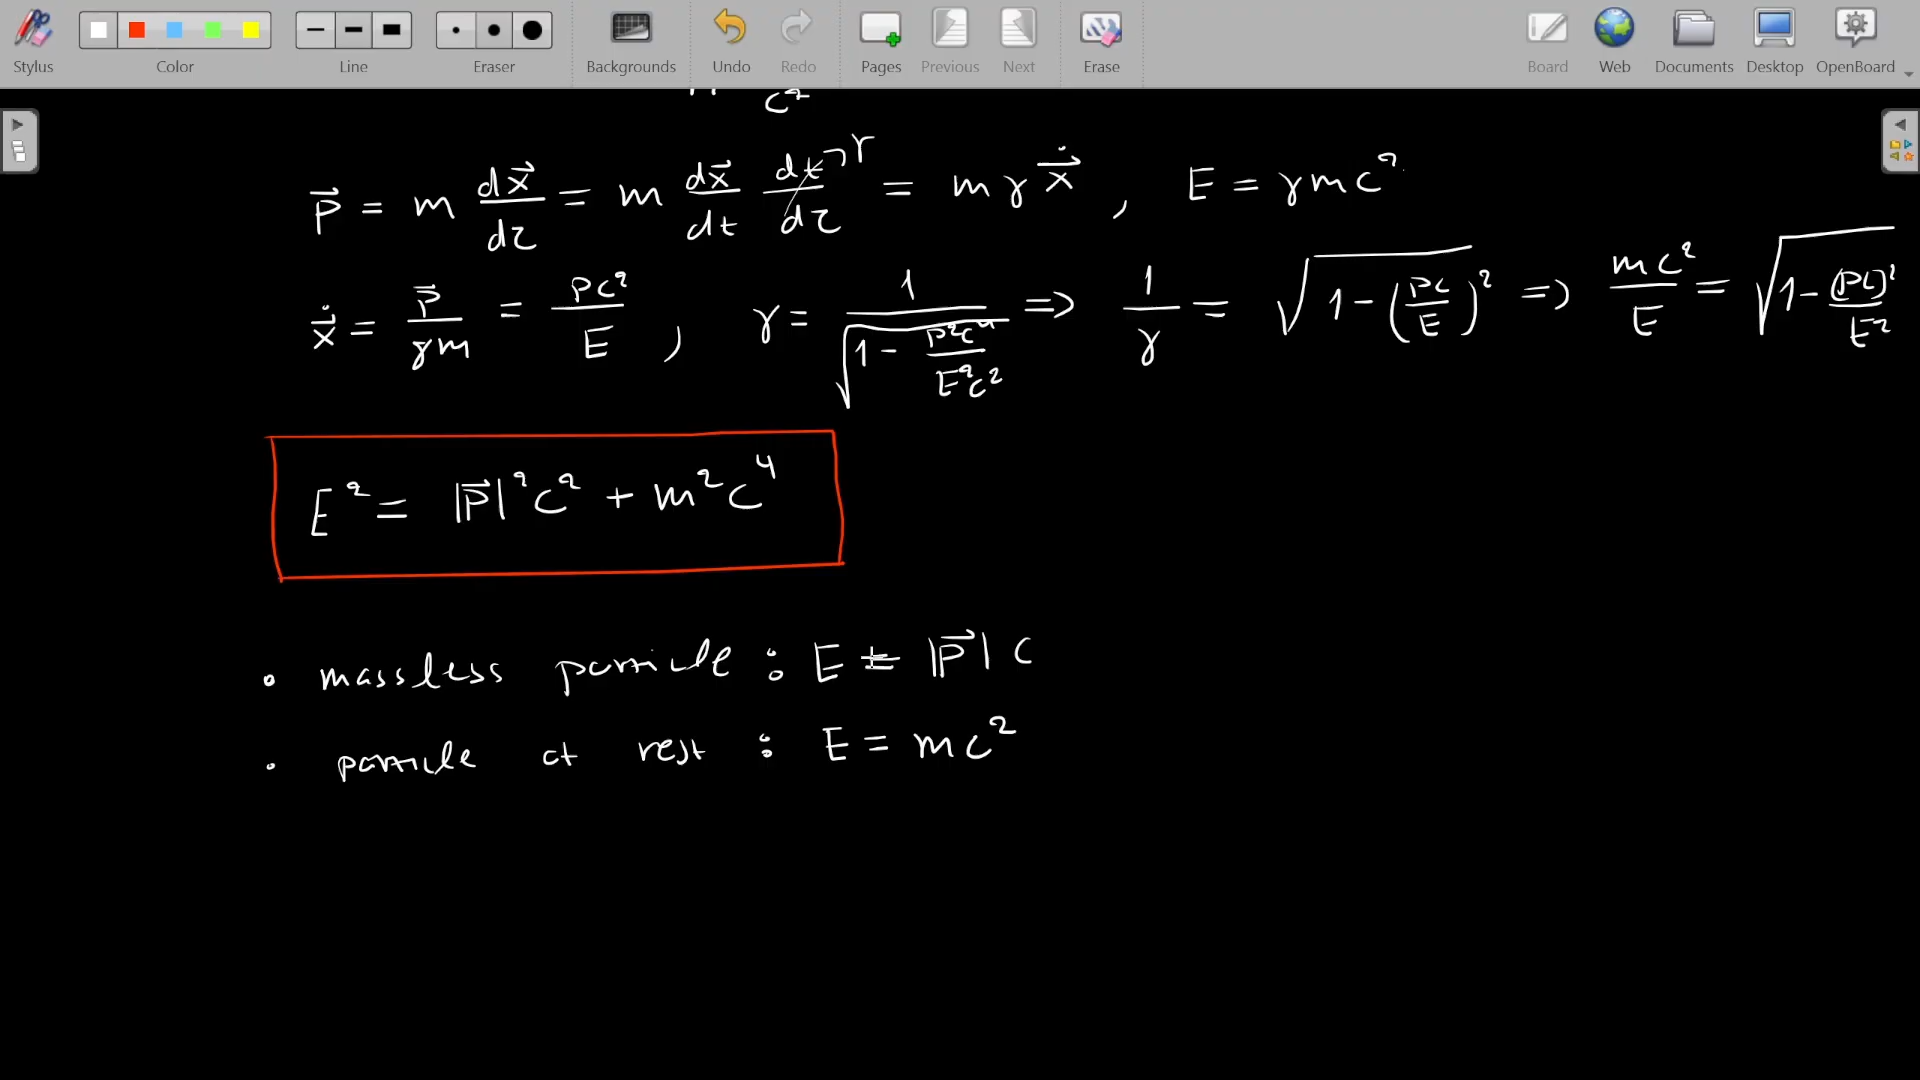 Stylus Color Line Eraser Backgrounds Undo Redo Pages Previous Next Erase Board Web Documents Desktop OpenBoard
c²
p⃗ = m dx⃗/dτ = m dx⃗/dt dt/dτ → γ = m γ ẋ⃗ , E = γmc²
ẋ⃗ = p⃗/γm = pc²/E , γ = 1/√(1 - p²c⁴/E²c²) => 1/γ = √(1 - (pc/E)²) => mc²/E = √(1 - (pc)²/E²)
E² = |p⃗|²c² + m²c⁴
• massless particle : E = |p⃗| c
• particle at rest : E = mc²